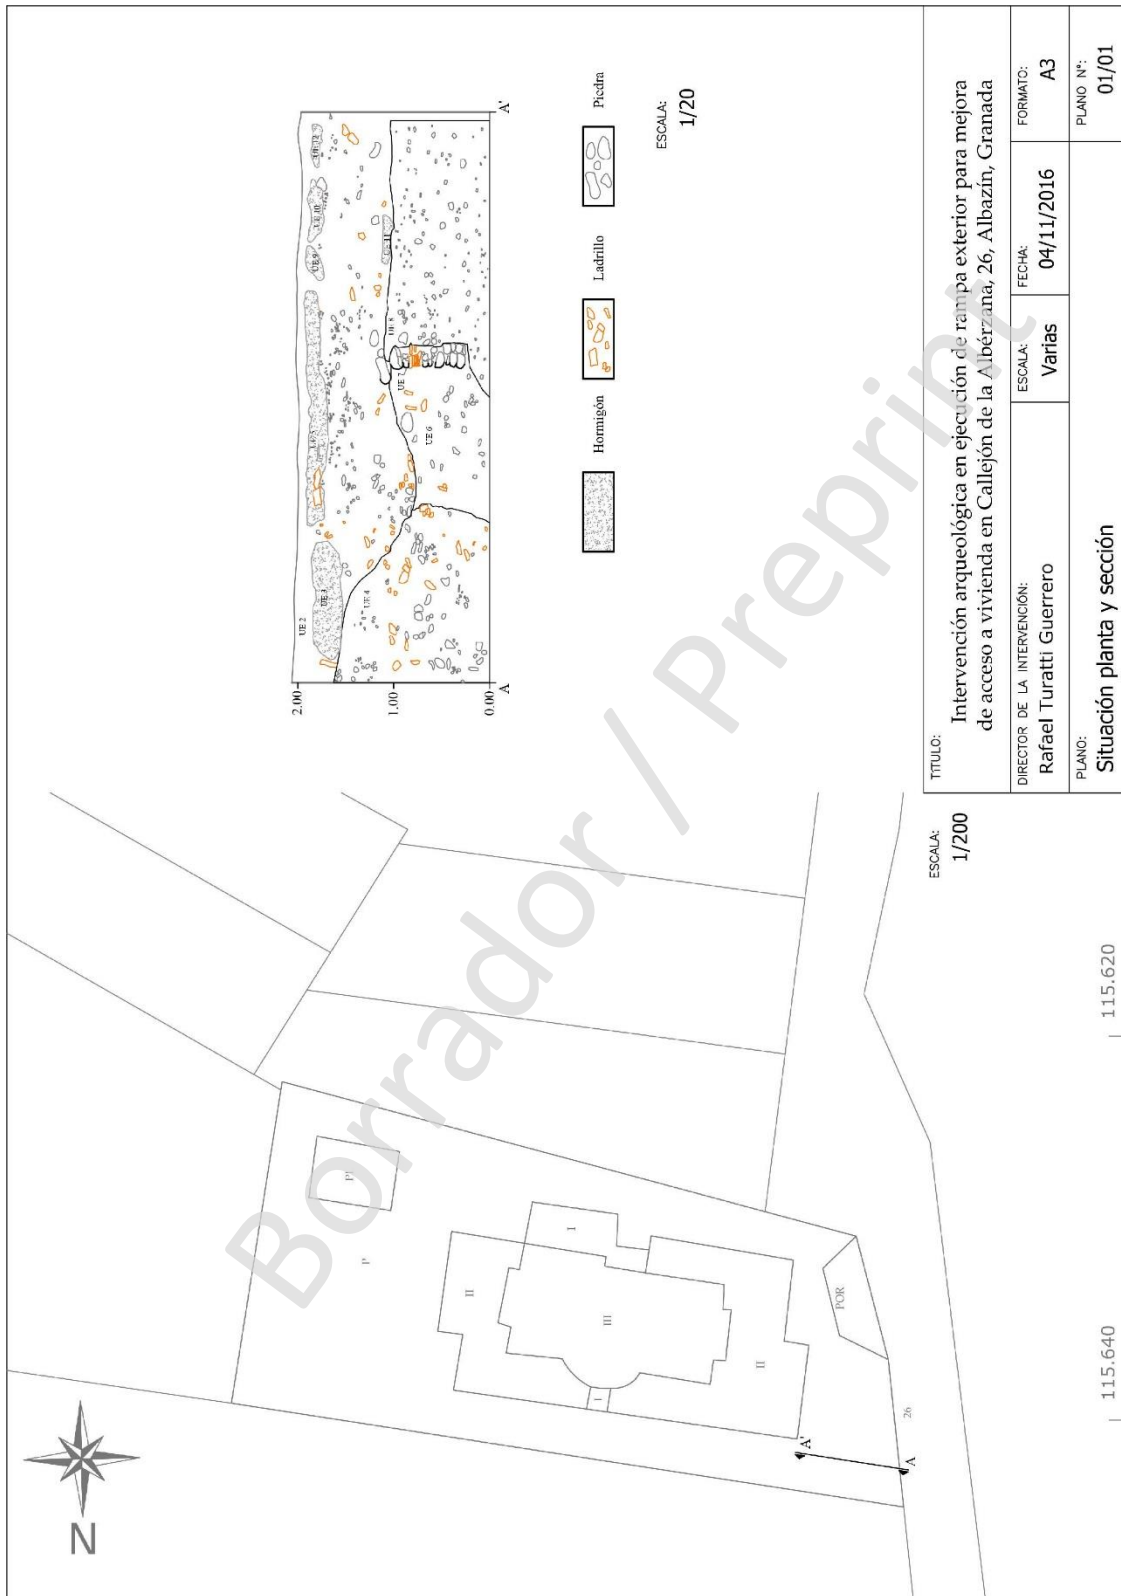 N
P
PI
I
II
III
I
II
POR
26
A
A'
115.640
115.620
ESCALA:
1/200
2.00
1.00
0.00
A
A'
UE 2
UE 3
UE 4
UE 6
UE 7
UE 8
UE 9
UE 10
UE 12
Hormigón
Ladrillo
Piedra
ESCALA:
1/20
TÍTULO:
Intervención arqueológica en ejecución de rampa exterior para mejora
de acceso a vivienda en Callejón de la Albérzana, 26, Albazín, Granada
DIRECTOR DE LA INTERVENCIÓN:
Rafael Turatti Guerrero
ESCALA:
Varias
FECHA:
04/11/2016
FORMATO:
A3
PLANO:
Situación planta y sección
PLANO Nº:
01/01
Borrador / Preprint